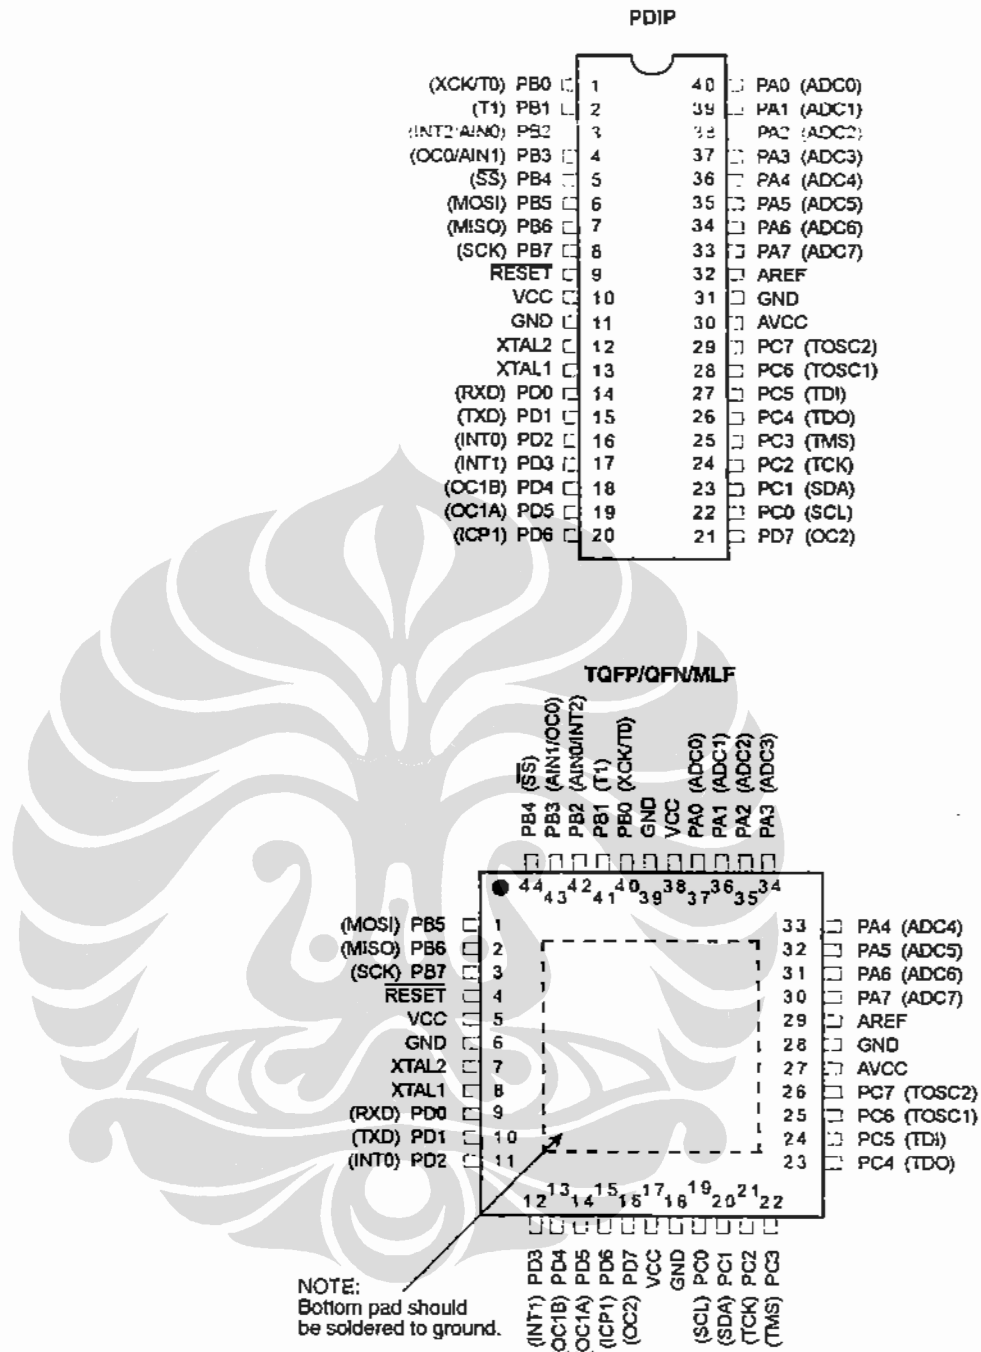 PDIP
(XCK/T0) PB0 1 40 PA0 (ADC0)
(T1) PB1 2 39 PA1 (ADC1)
(INT2/AIN0) PB2 3 38 PA2 (ADC2)
(OC0/AIN1) PB3 4 37 PA3 (ADC3)
(SS) PB4 5 36 PA4 (ADC4)
(MOSI) PB5 6 35 PA5 (ADC5)
(MISO) PB6 7 34 PA6 (ADC6)
(SCK) PB7 8 33 PA7 (ADC7)
RESET 9 32 AREF
VCC 10 31 GND
GND 11 30 AVCC
XTAL2 12 29 PC7 (TOSC2)
XTAL1 13 28 PC6 (TOSC1)
(RXD) PD0 14 27 PC5 (TDI)
(TXD) PD1 15 26 PC4 (TDO)
(INT0) PD2 16 25 PC3 (TMS)
(INT1) PD3 17 24 PC2 (TCK)
(OC1B) PD4 18 23 PC1 (SDA)
(OC1A) PD5 19 22 PC0 (SCL)
(ICP1) PD6 20 21 PD7 (OC2)
TQFP/QFN/MLF
PB4 (SS)
PB3 (AIN1/OC0)
PB2 (AIN0/INT2)
PB1 (T1)
PB0 (XCK/T0)
GND
VCC
PA0 (ADC0)
PA1 (ADC1)
PA2 (ADC2)
PA3 (ADC3)
44 43 42 41 40 39 38 37 36 35 34
(MOSI) PB5 1 33 PA4 (ADC4)
(MISO) PB6 2 32 PA5 (ADC5)
(SCK) PB7 3 31 PA6 (ADC6)
RESET 4 30 PA7 (ADC7)
VCC 5 29 AREF
GND 6 28 GND
XTAL2 7 27 AVCC
XTAL1 8 26 PC7 (TOSC2)
(RXD) PD0 9 25 PC6 (TOSC1)
(TXD) PD1 10 24 PC5 (TDI)
(INT0) PD2 11 23 PC4 (TDO)
12 13 14 15 16 17 18 19 20 21 22
(INT1) PD3
(OC1B) PD4
(OC1A) PD5
(ICP1) PD6
(OC2) PD7
VCC
GND
(SCL) PC0
(SDA) PC1
(TCK) PC2
(TMS) PC3
NOTE:
Bottom pad should
be soldered to ground.